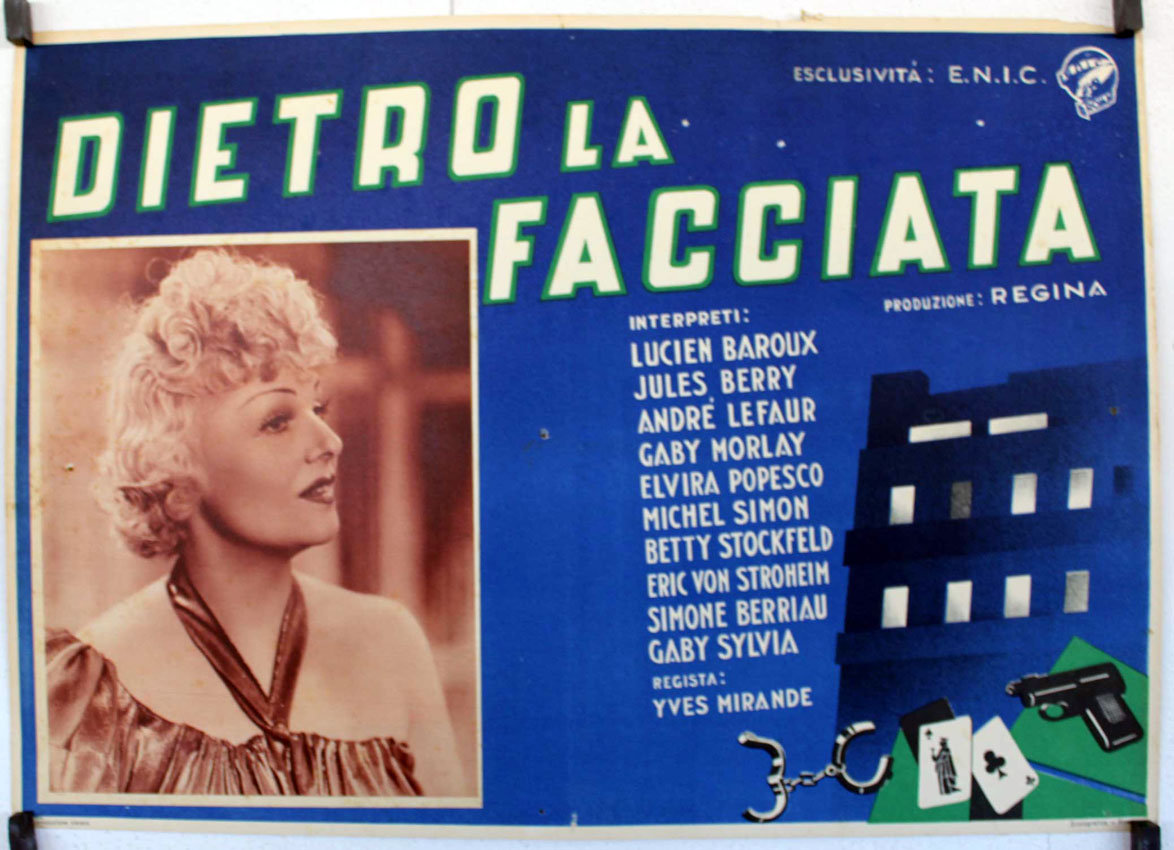 ESCLUSIVITÀ: E.N.I.C.
DIETRO LA
FACCIATA
PRODUZIONE: REGINA
INTERPRETI:
LUCIEN BAROUX
JULES BERRY
ANDRÉ LEFAUR
GABY MORLAY
ELVIRA POPESCO
MICHEL SIMON
BETTY STOCKFELD
ERIC VON STROHEIM
SIMONE BERRIAU
GABY SYLVIA
REGISTA:
YVES MIRANDE